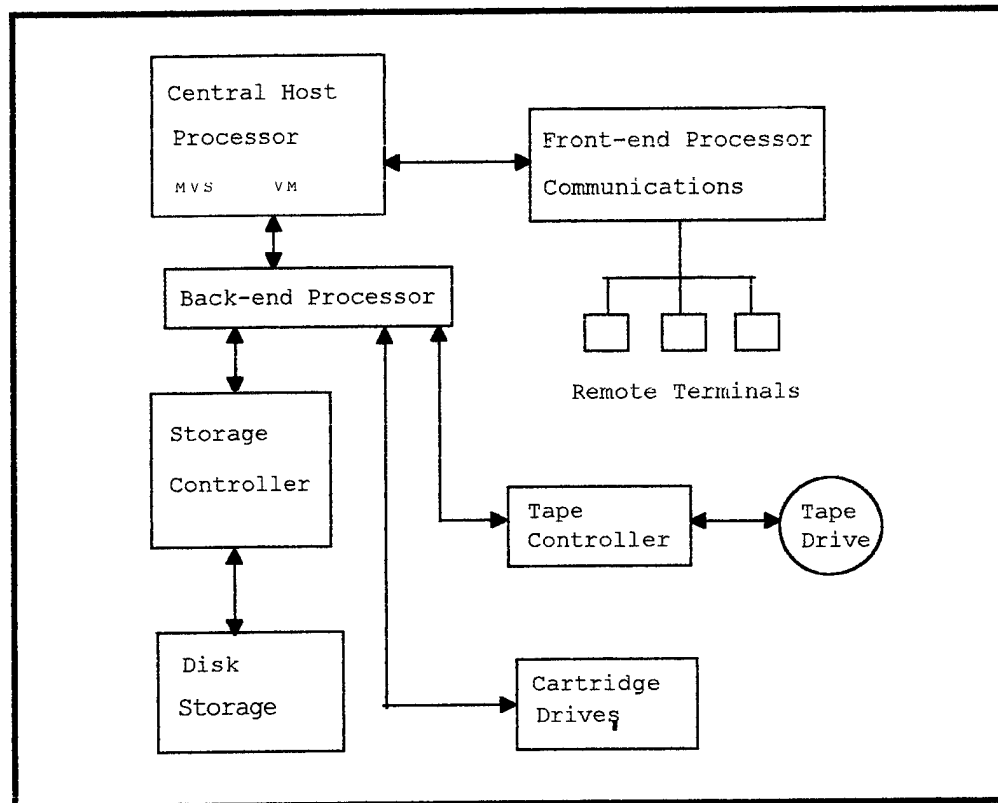 Central Host
Processor
MVS VM
Front-end Processor
Communications
Back-end Processor
Remote Terminals
Storage
Controller
Tape
Controller
Tape
Drive
Disk
Storage
Cartridge
Drives